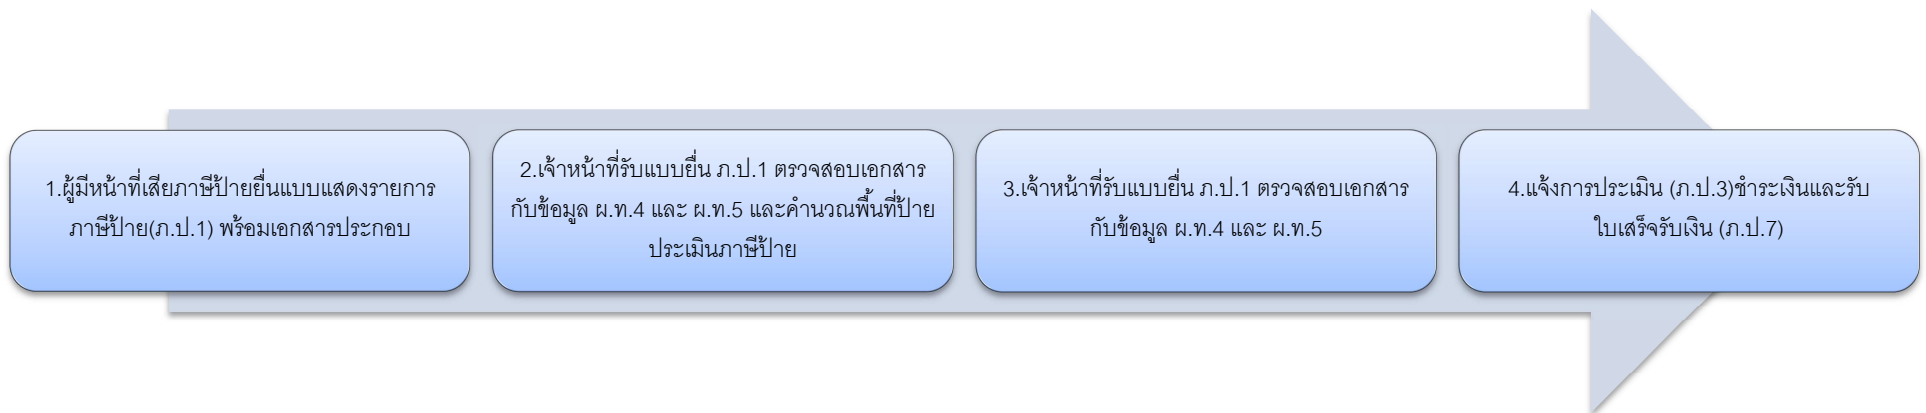 1.ผู้มีหน้าที่เสียภาษีป้ายยื่นแบบแสดงรายการ
ภาษีป้าย(ภ.ป.1) พร้อมเอกสารประกอบ
2.เจ้าหน้าที่รับแบบยื่น ภ.ป.1 ตรวจสอบเอกสาร
กับข้อมูล ผ.ท.4 และ ผ.ท.5 และคำนวณพื้นที่ป้าย
ประเมินภาษีป้าย
3.เจ้าหน้าที่รับแบบยื่น ภ.ป.1 ตรวจสอบเอกสาร
กับข้อมูล ผ.ท.4 และ ผ.ท.5
4.แจ้งการประเมิน (ภ.ป.3)ชำระเงินและรับ
ใบเสร็จรับเงิน (ภ.ป.7)